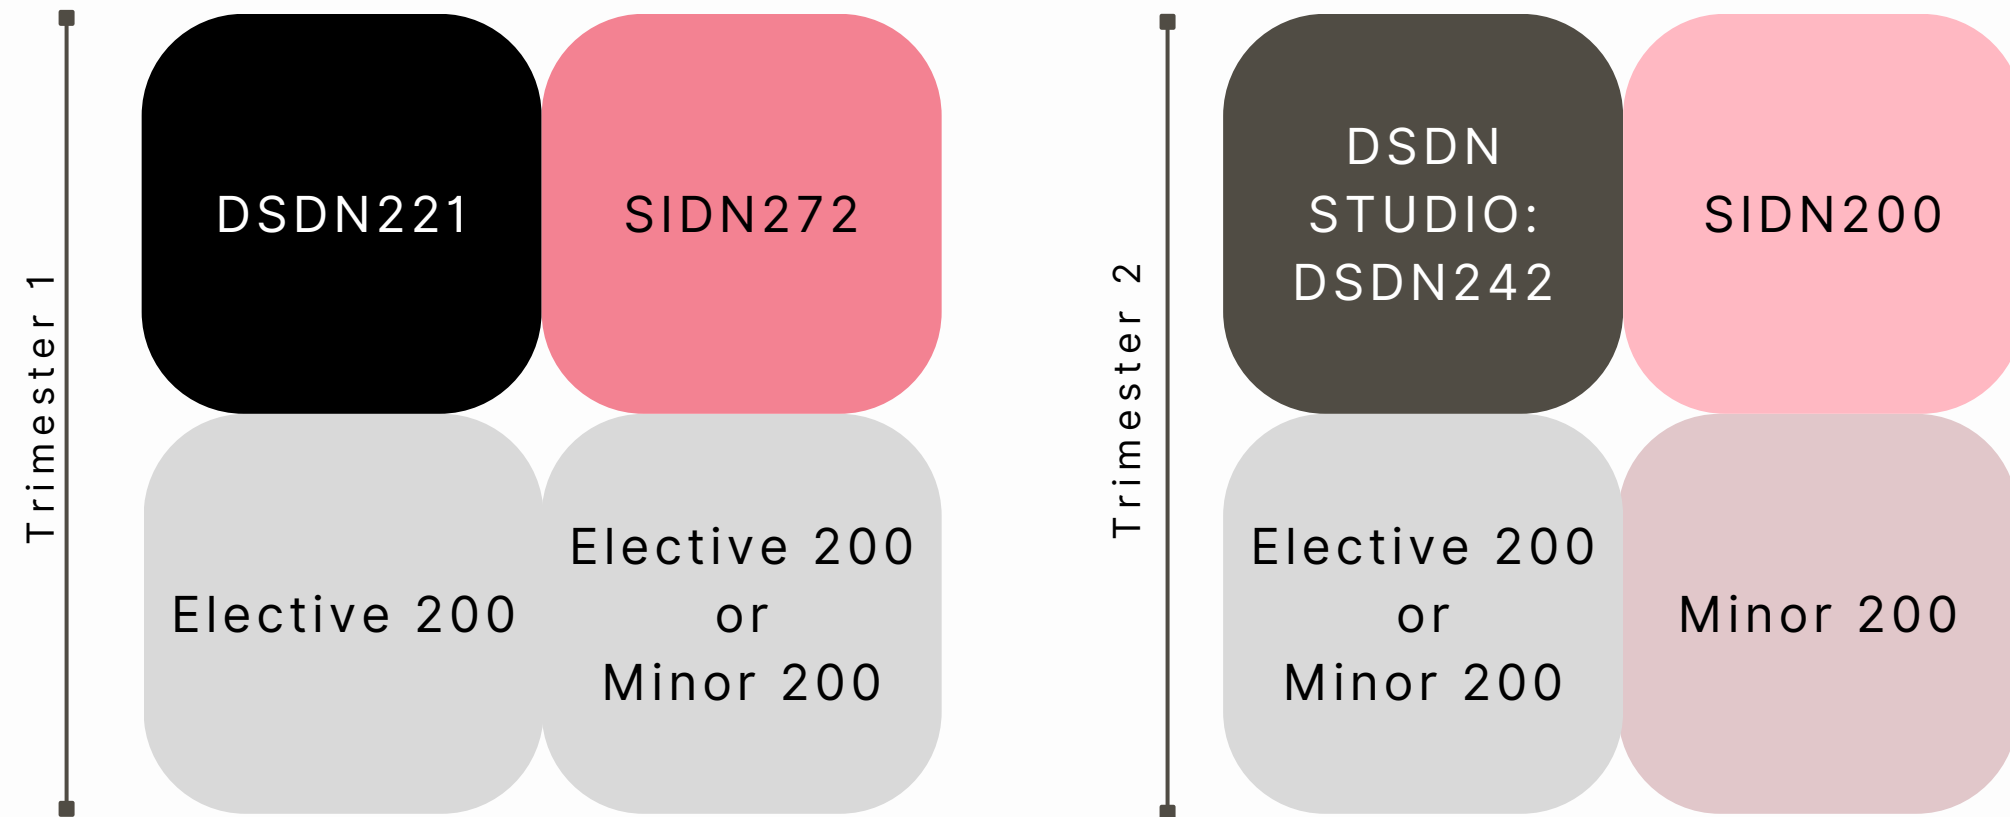 Trimester 1
DSDN221
SIDN272
Elective 200
Elective 200
or
Minor 200
Trimester 2
DSDN
STUDIO:
DSDN242
SIDN200
Elective 200
or
Minor 200
Minor 200